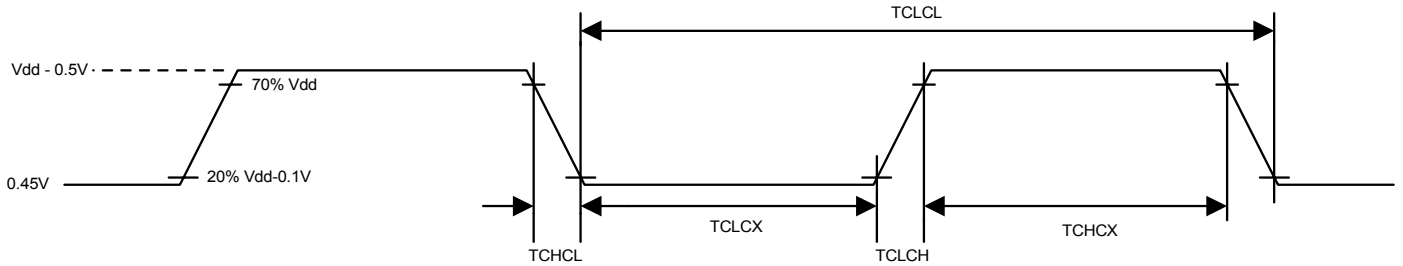 TCLCL
Vdd - 0.5V
70% Vdd
0.45V
20% Vdd-0.1V
TCLCX
TCHCX
TCHCL
TCLCH